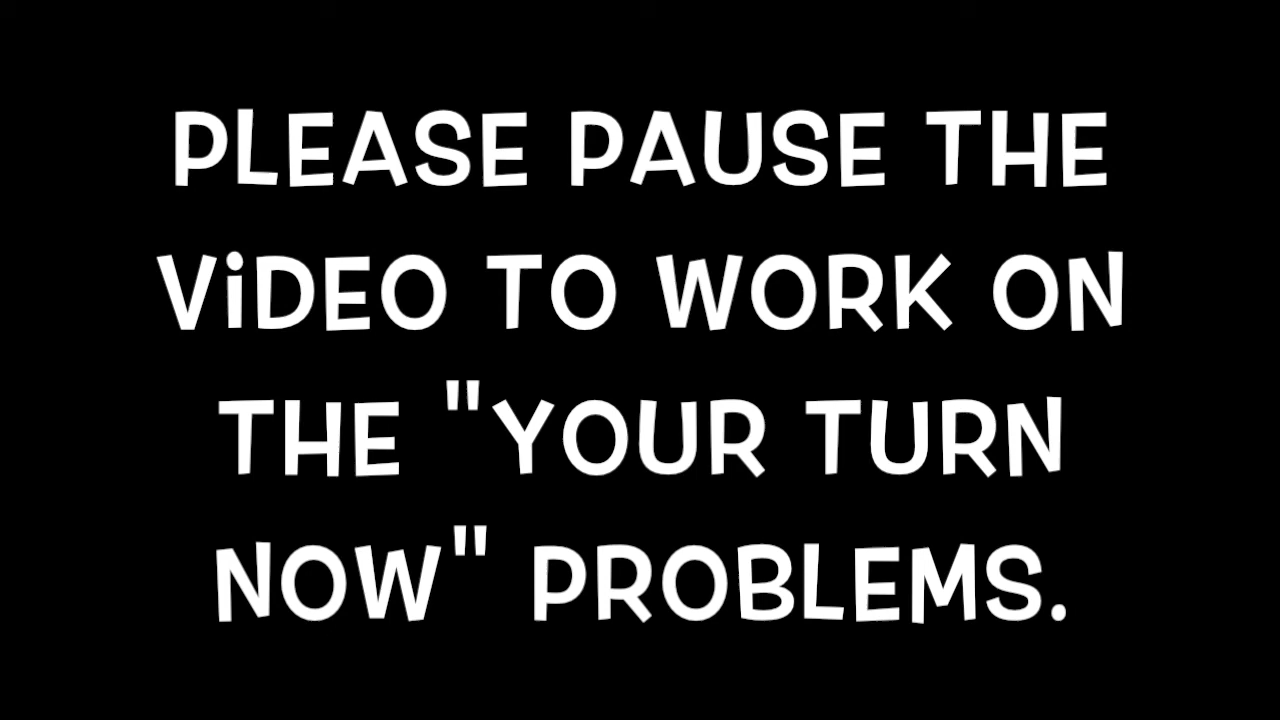 PLEASE PAUSE THE
ViDEO TO WORK ON
THE "YOUR TURN
NOW" PROBLEMS.